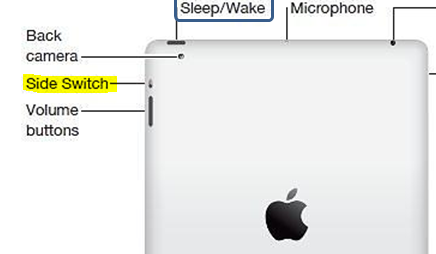 Sleep/Wake
Microphone
Back
camera
Side Switch
Volume
buttons